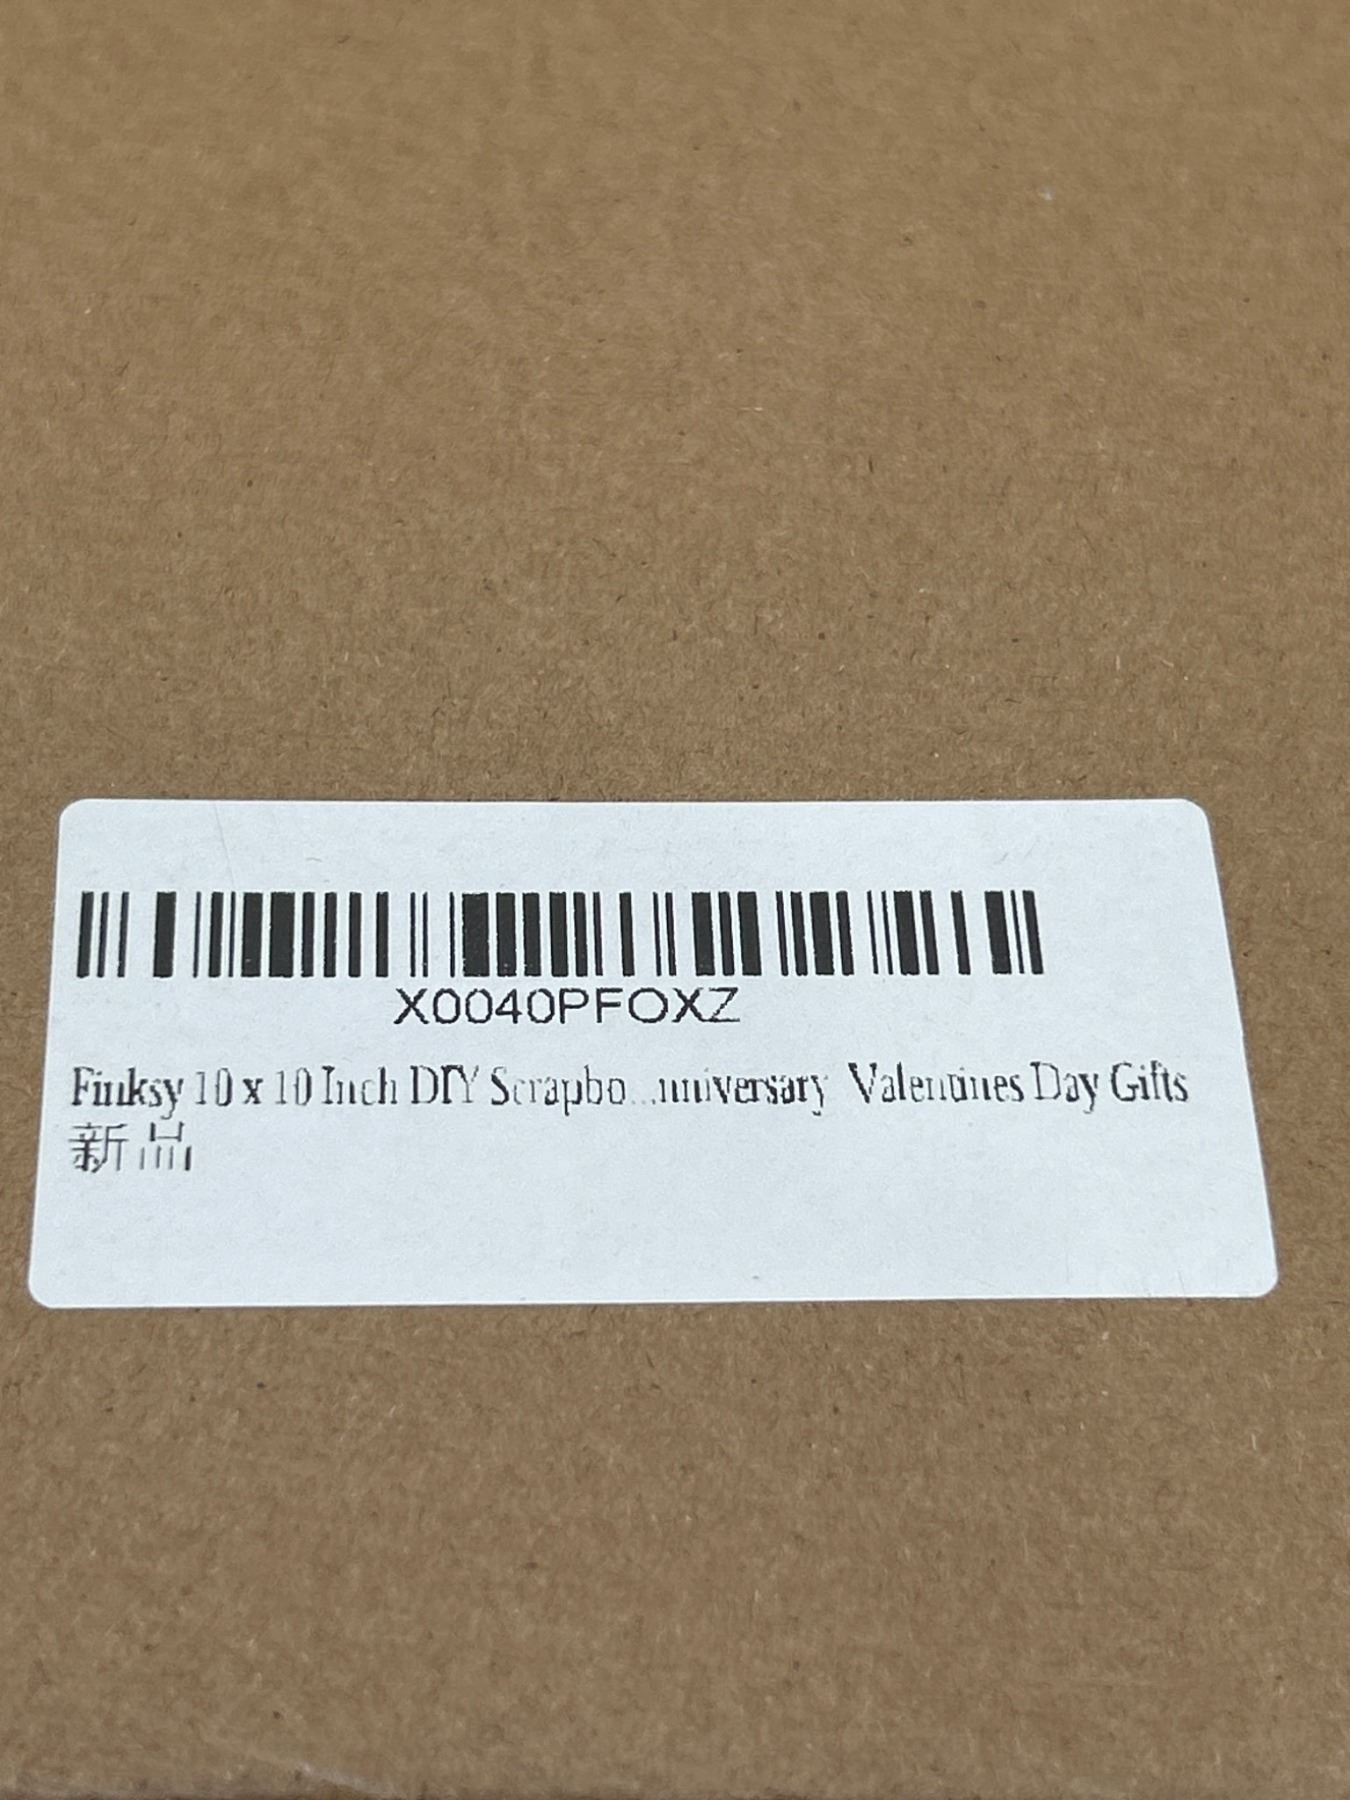 X0040PFOXZ
Finksy 10 x 10 Inch DIY Scrapbo...nniversary Valentines Day Gifts
新品